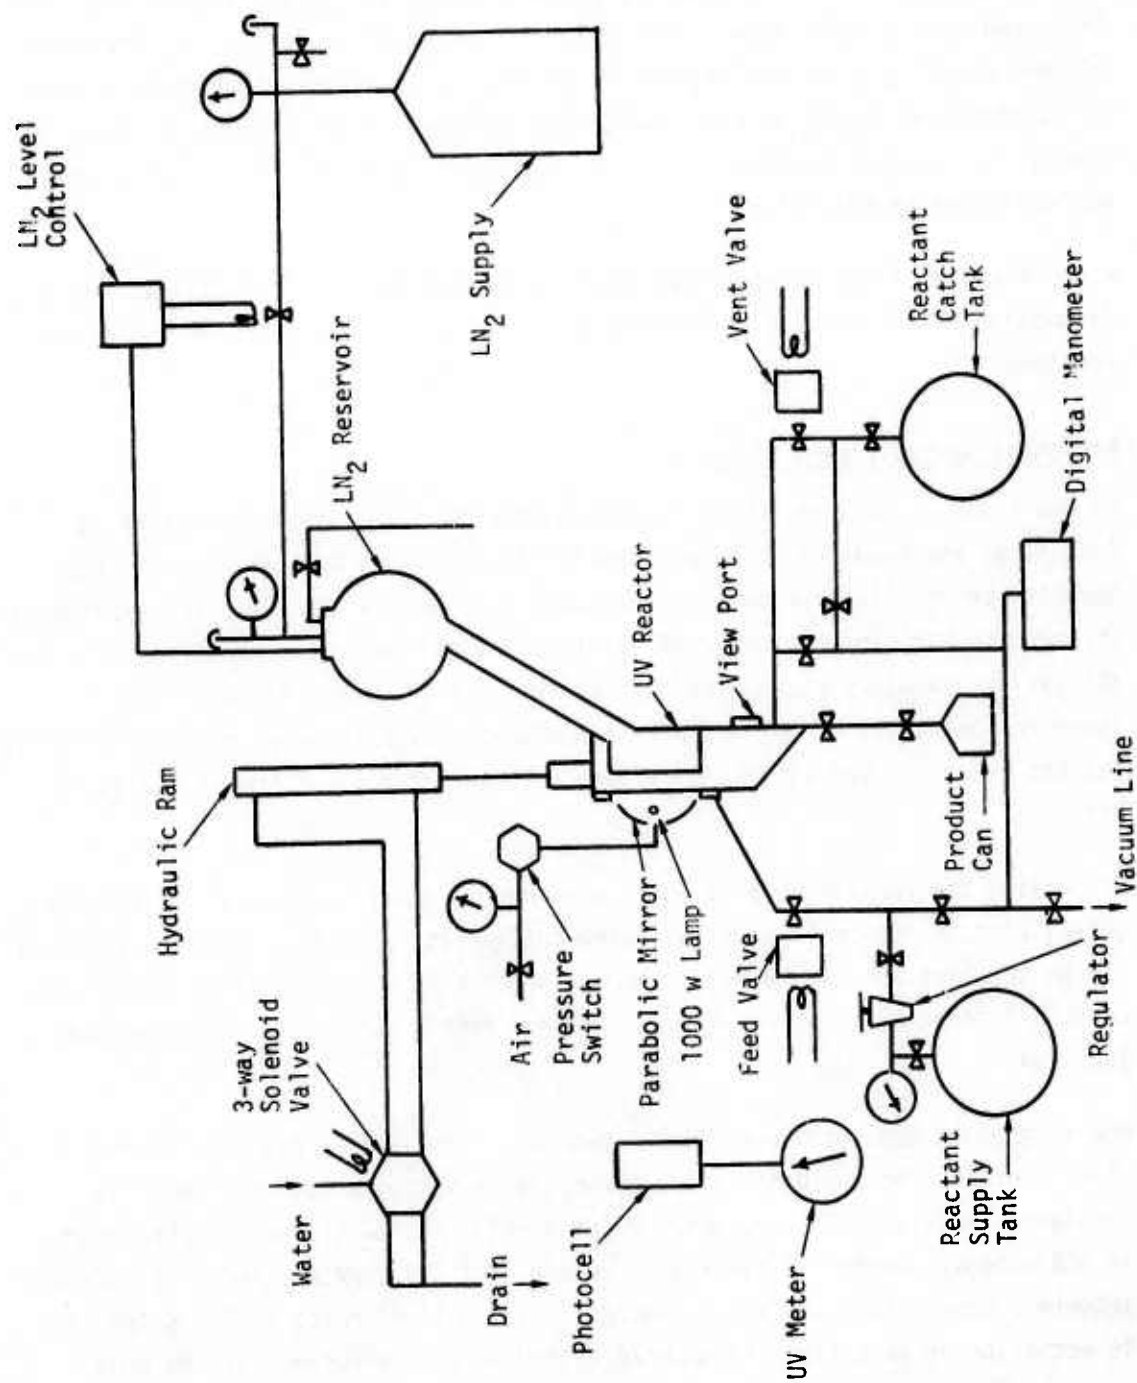 LN2 Level
Control
LN2 Supply
LN2 Reservoir
Vent Valve
Reactant
Catch
Tank
Digital Manometer
UV Reactor
View Port
Hydraulic Ram
Product
Can
Vacuum Line
3-way
Solenoid
Valve
Air
Pressure
Switch
Parabolic Mirror
1000 w Lamp
Feed Valve
Regulator
Water
Drain
Photocell
UV Meter
Reactant
Supply
Tank